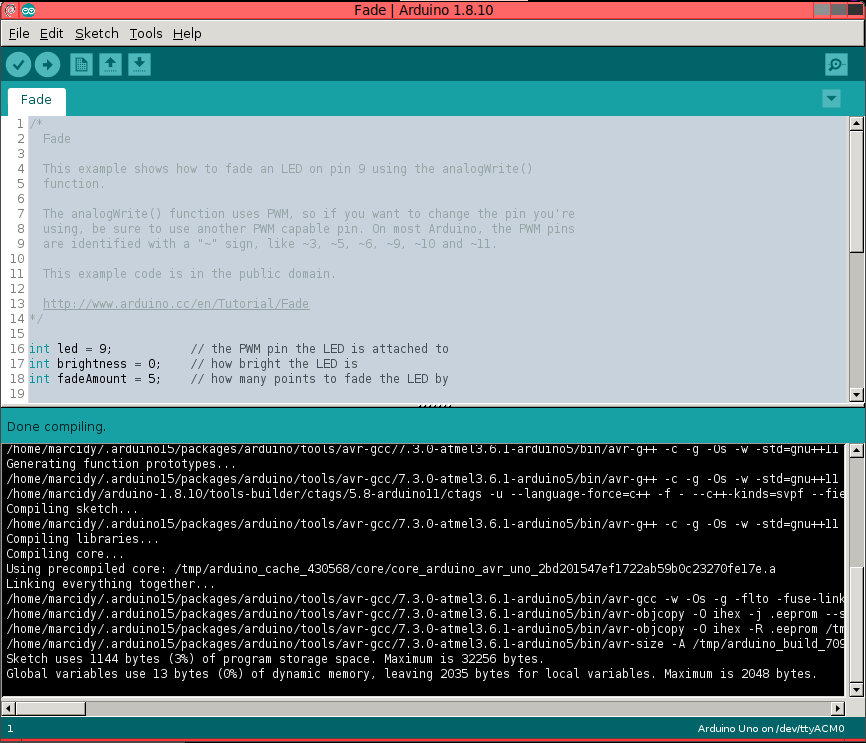 Fade | Arduino 1.8.10
File Edit Sketch Tools Help
Fade
1 /*
2 Fade
3
4 This example shows how to fade an LED on pin 9 using the analogWrite()
5 function.
6
7 The analogWrite() function uses PWM, so if you want to change the pin you're
8 using, be sure to use another PWM capable pin. On most Arduino, the PWM pins
9 are identified with a "~" sign, like ~3, ~5, ~6, ~9, ~10 and ~11.
10
11 This example code is in the public domain.
12
13 http://www.arduino.cc/en/Tutorial/Fade
14 */
15
16 int led = 9; // the PWM pin the LED is attached to
17 int brightness = 0; // how bright the LED is
18 int fadeAmount = 5; // how many points to fade the LED by
19
Done compiling.
/home/marcidy/.arduino15/packages/arduino/tools/avr-gcc/7.3.0-atmel3.6.1-arduino5/bin/avr-g++ -c -g -Os -w -std=gnu++11
Generating function prototypes...
/home/marcidy/.arduino15/packages/arduino/tools/avr-gcc/7.3.0-atmel3.6.1-arduino5/bin/avr-g++ -c -g -Os -w -std=gnu++11
/home/marcidy/arduino-1.8.10/tools-builder/ctags/5.8-arduino11/ctags -u --language-force=c++ -f - --c++-kinds=svpf --fie
Compiling sketch...
/home/marcidy/.arduino15/packages/arduino/tools/avr-gcc/7.3.0-atmel3.6.1-arduino5/bin/avr-g++ -c -g -Os -w -std=gnu++11
Compiling libraries...
Compiling core...
Using precompiled core: /tmp/arduino_cache_430568/core/core_arduino_avr_uno_2bd201547ef1722ab59b0c23270fe17e.a
Linking everything together...
/home/marcidy/.arduino15/packages/arduino/tools/avr-gcc/7.3.0-atmel3.6.1-arduino5/bin/avr-gcc -w -Os -g -flto -fuse-link
/home/marcidy/.arduino15/packages/arduino/tools/avr-gcc/7.3.0-atmel3.6.1-arduino5/bin/avr-objcopy -O ihex -j .eeprom --s
/home/marcidy/.arduino15/packages/arduino/tools/avr-gcc/7.3.0-atmel3.6.1-arduino5/bin/avr-objcopy -O ihex -R .eeprom /tm
/home/marcidy/.arduino15/packages/arduino/tools/avr-gcc/7.3.0-atmel3.6.1-arduino5/bin/avr-size -A /tmp/arduino_build_709
Sketch uses 1144 bytes (3%) of program storage space. Maximum is 32256 bytes.
Global variables use 13 bytes (0%) of dynamic memory, leaving 2035 bytes for local variables. Maximum is 2048 bytes.
1 Arduino Uno on /dev/ttyACM0